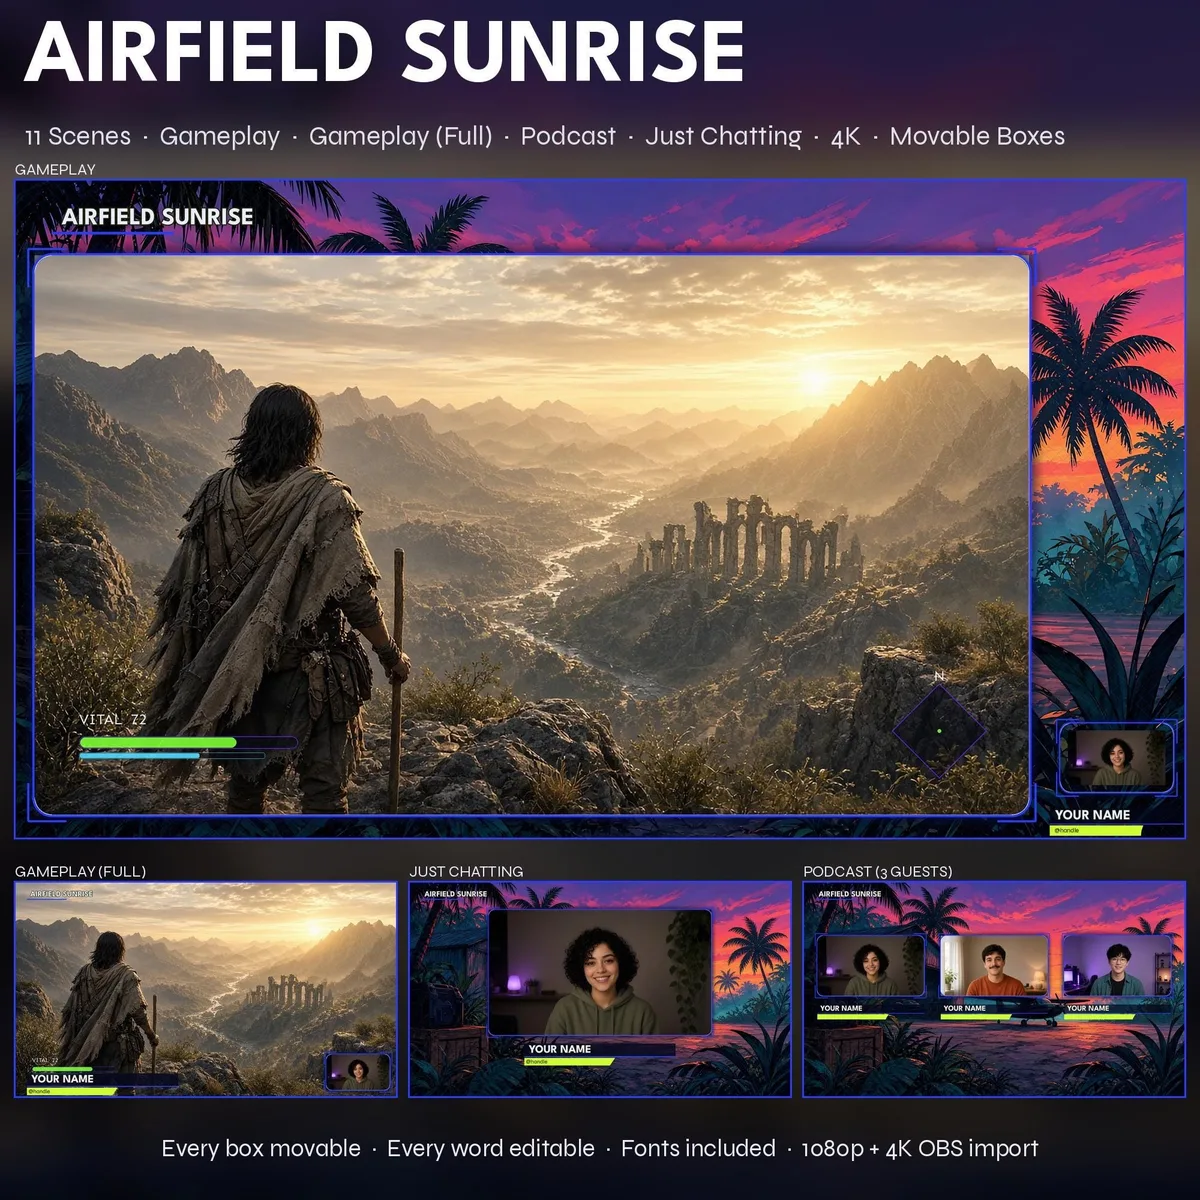 AIRFIELD SUNRISE
11 Scenes · Gameplay · Gameplay (Full) · Podcast · Just Chatting · 4K · Movable Boxes
GAMEPLAY
AIRFIELD SUNRISE
VITAL 72
N
YOUR NAME
@handle
GAMEPLAY (FULL)
AIRFIELD SUNRISE
VITAL 72
YOUR NAME
@handle
JUST CHATTING
AIRFIELD SUNRISE
YOUR NAME
@handle
PODCAST (3 GUESTS)
AIRFIELD SUNRISE
YOUR NAME
YOUR NAME
YOUR NAME
Every box movable · Every word editable · Fonts included · 1080p + 4K OBS import